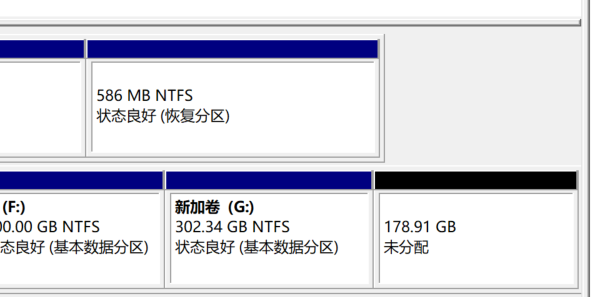 586 MB NTFS
状态良好 (恢复分区)
(F:)
00.00 GB NTFS
态良好 (基本数据分区)
新加卷  (G:)
302.34 GB NTFS
状态良好 (基本数据分区)
178.91 GB
未分配